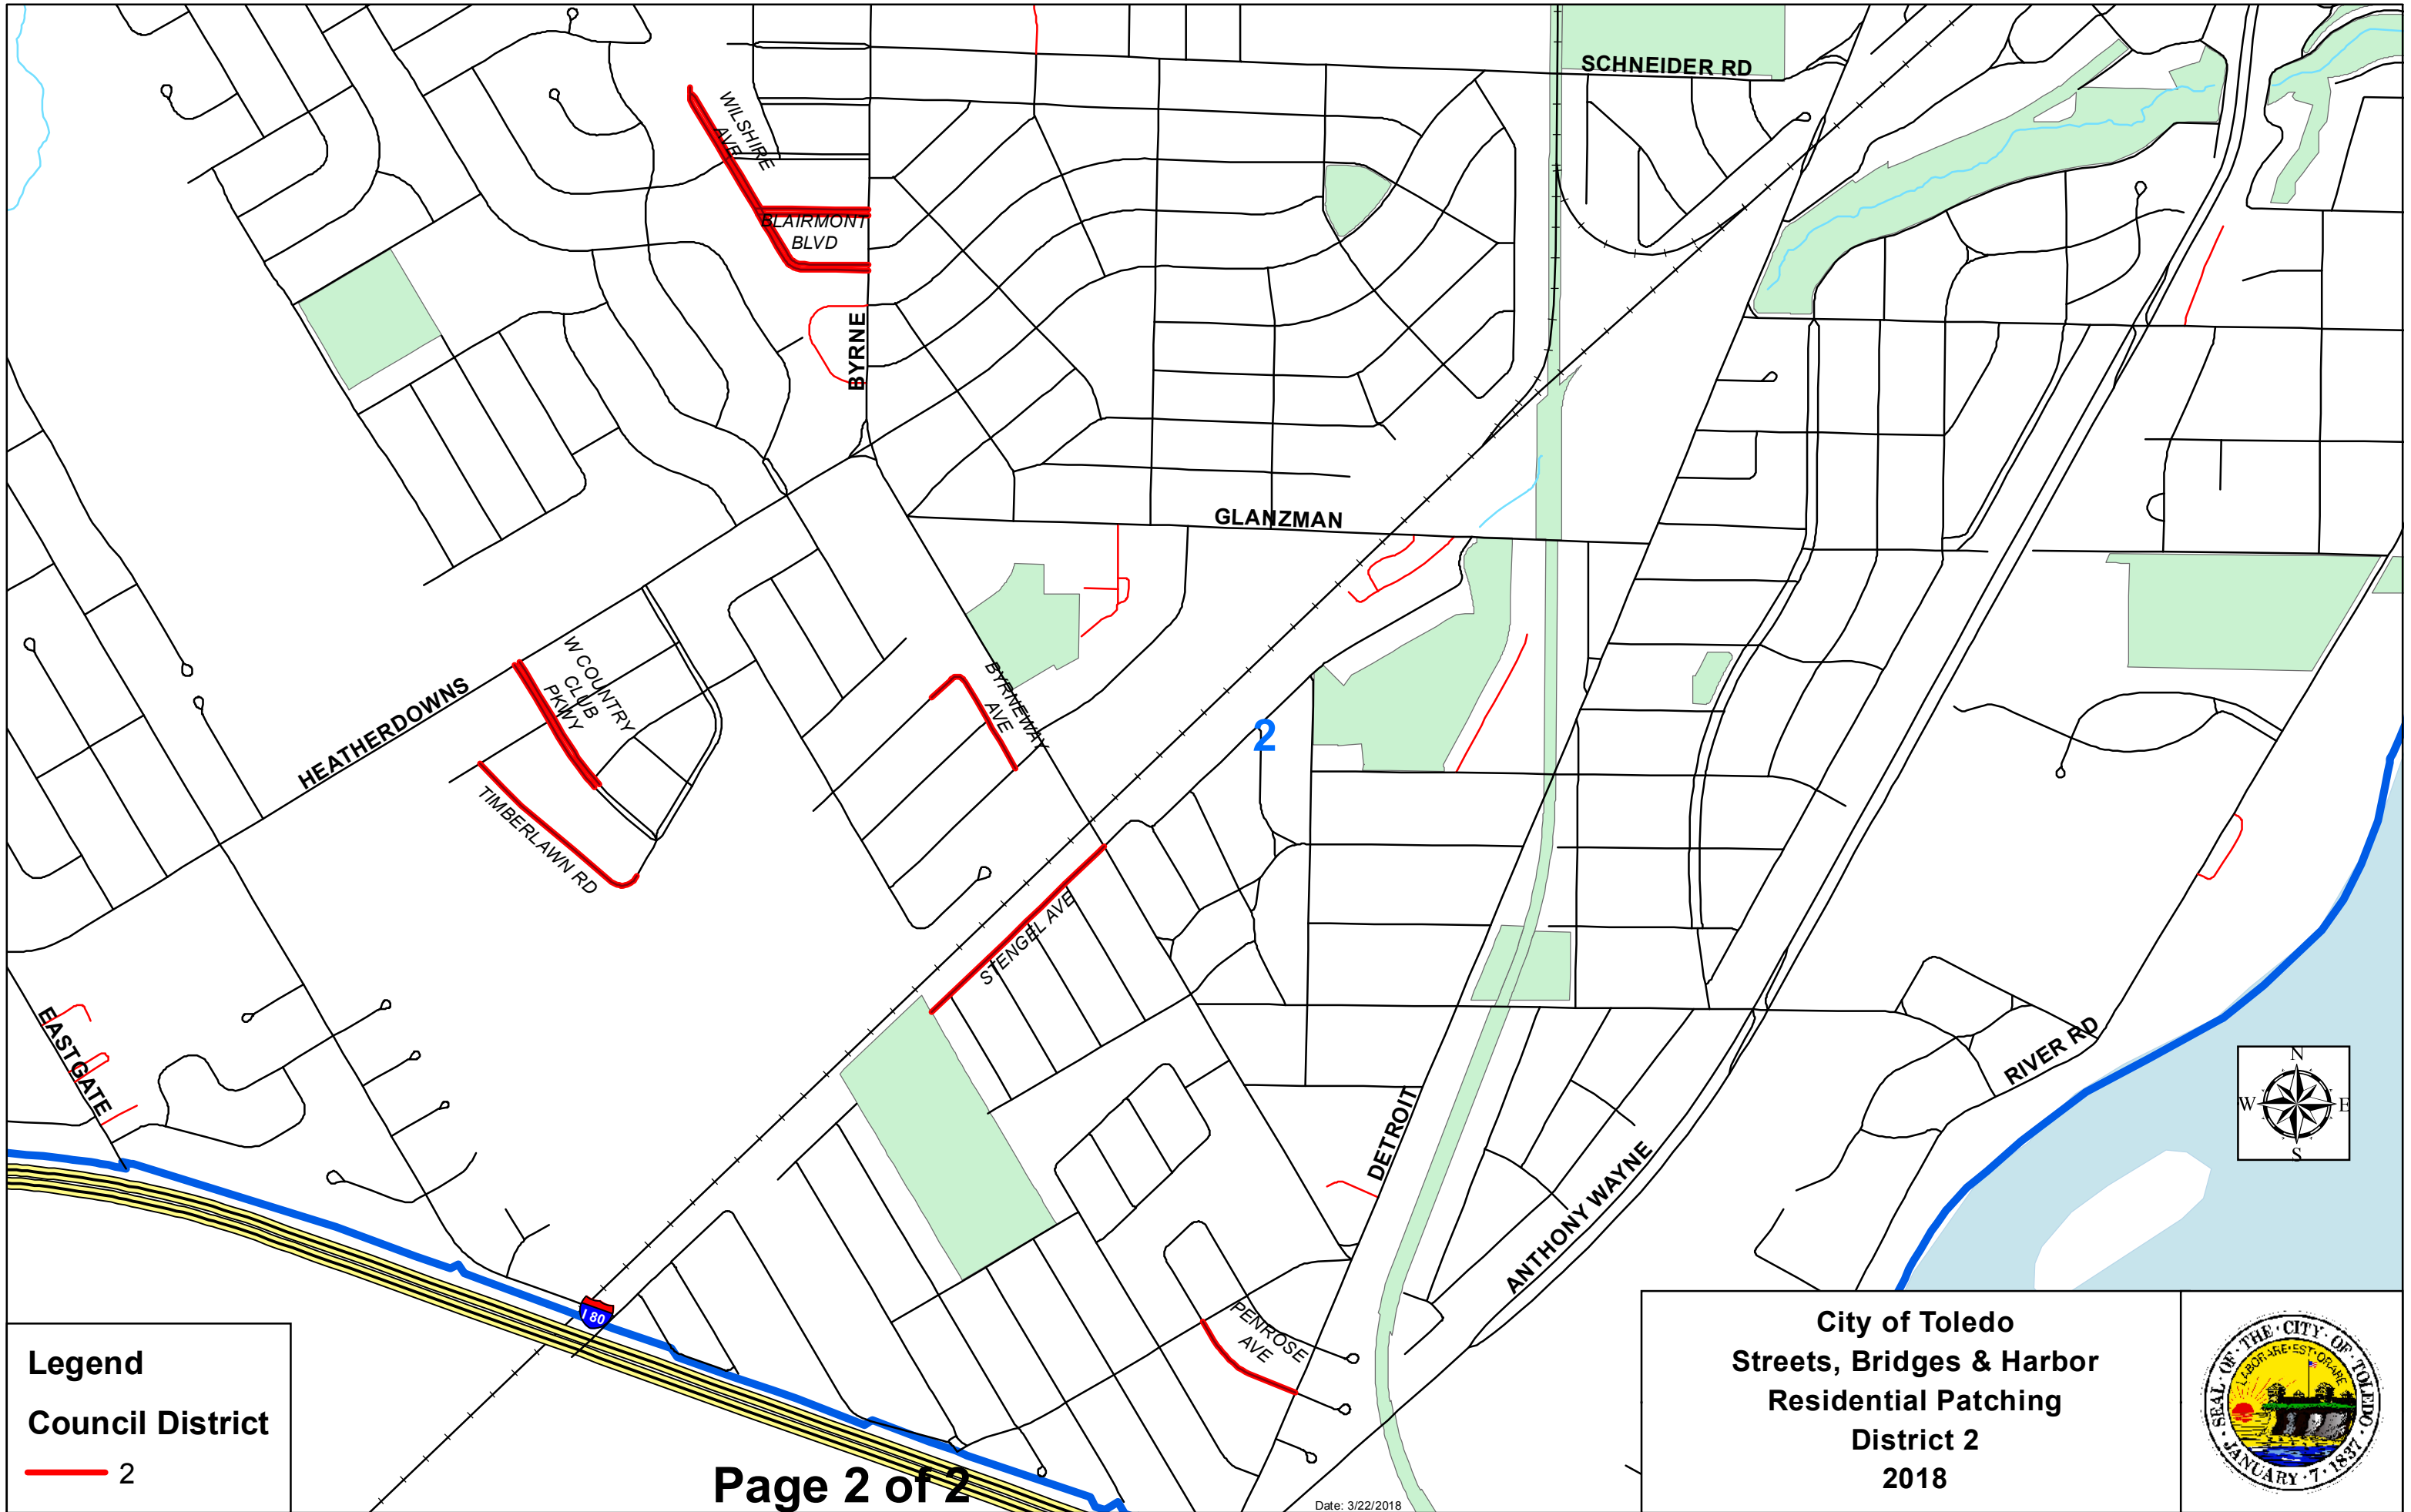 SCHNEIDER RD
WILSHIRE
AVE
BLAIRMONT
BLVD
BYRNE
GLANZMAN
W COUNTRY
CLUB
PKWY
HEATHERDOWNS
BYRNEWAY
AVE
2
TIMBERLAWN RD
STENGEL AVE
EASTGATE
RIVER RD
N
W
E
S
DETROIT
ANTHONY WAYNE
PENROSE
AVE
I 80
Legend
Council District
2
Page 2 of 2
Date: 3/22/2018
City of Toledo
Streets, Bridges & Harbor
Residential Patching
District 2
2018
SEAL·OF·THE·CITY·OF·TOLEDO
LABORARE·EST·ORARE
·JANUARY·7·1837·